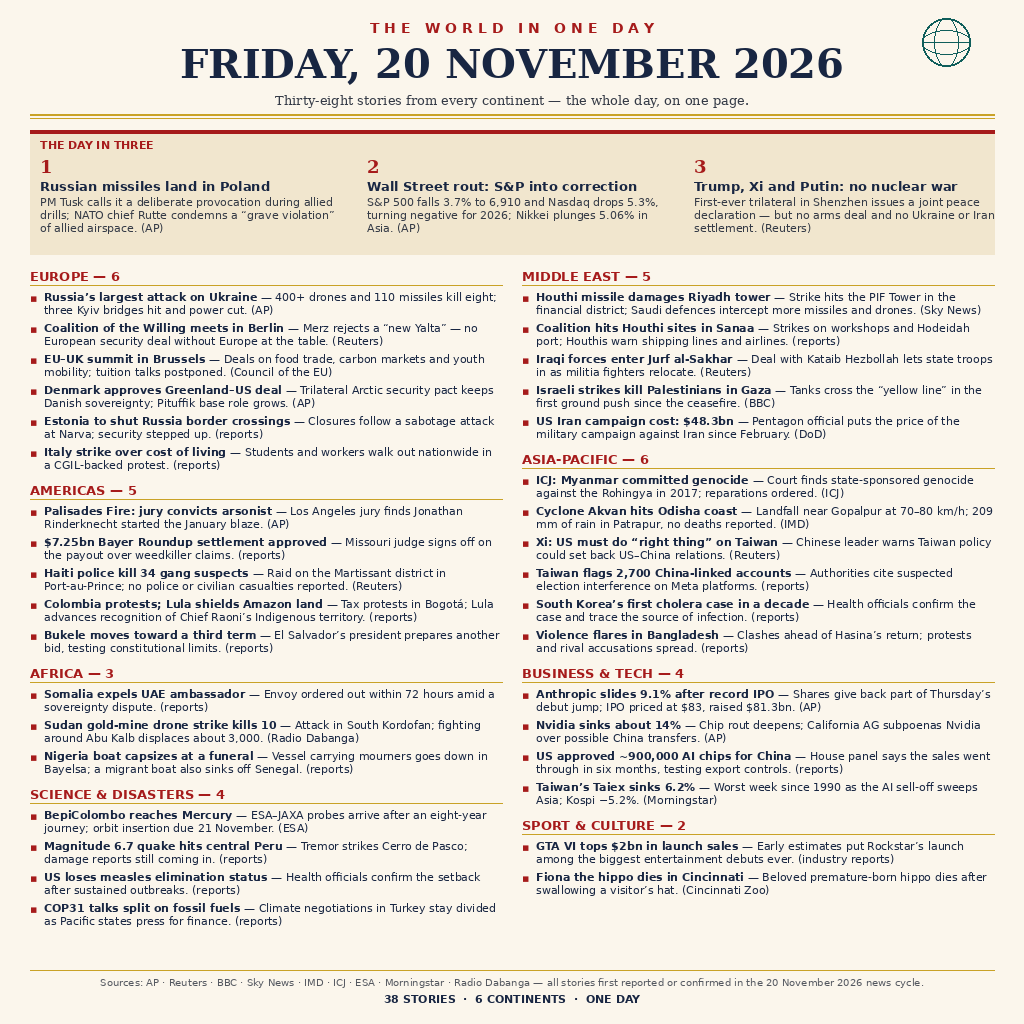 THE WORLD IN ONE DAY
FRIDAY, 20 NOVEMBER 2026
Thirty-eight stories from every continent — the whole day, on one page.
THE DAY IN THREE
1
Russian missiles land in Poland
PM Tusk calls it a deliberate provocation during allied
drills; NATO chief Rutte condemns a “grave violation”
of allied airspace. (AP)
2
Wall Street rout: S&P into correction
S&P 500 falls 3.7% to 6,910 and Nasdaq drops 5.3%,
turning negative for 2026; Nikkei plunges 5.06% in
Asia. (AP)
3
Trump, Xi and Putin: no nuclear war
First-ever trilateral in Shenzhen issues a joint peace
declaration — but no arms deal and no Ukraine or Iran
settlement. (Reuters)
EUROPE — 6
▪ Russia’s largest attack on Ukraine — 400+ drones and 110 missiles kill eight;
three Kyiv bridges hit and power cut. (AP)
▪ Coalition of the Willing meets in Berlin — Merz rejects a “new Yalta” — no
European security deal without Europe at the table. (Reuters)
▪ EU–UK summit in Brussels — Deals on food trade, carbon markets and youth
mobility; tuition talks postponed. (Council of the EU)
▪ Denmark approves Greenland–US deal — Trilateral Arctic security pact keeps
Danish sovereignty; Pituffik base role grows. (AP)
▪ Estonia to shut Russia border crossings — Closures follow a sabotage attack
at Narva; security stepped up. (reports)
▪ Italy strike over cost of living — Students and workers walk out nationwide in
a CGIL-backed protest. (reports)
AMERICAS — 5
▪ Palisades Fire: jury convicts arsonist — Los Angeles jury finds Jonathan
Rinderknecht started the January blaze. (AP)
▪ $7.25bn Bayer Roundup settlement approved — Missouri judge signs off on
the payout over weedkiller claims. (reports)
▪ Haiti police kill 34 gang suspects — Raid on the Martissant district in
Port-au-Prince; no police or civilian casualties reported. (Reuters)
▪ Colombia protests; Lula shields Amazon land — Tax protests in Bogotá; Lula
advances recognition of Chief Raoni’s Indigenous territory. (reports)
▪ Bukele moves toward a third term — El Salvador’s president prepares another
bid, testing constitutional limits. (reports)
AFRICA — 3
▪ Somalia expels UAE ambassador — Envoy ordered out within 72 hours amid a
sovereignty dispute. (reports)
▪ Sudan gold-mine drone strike kills 10 — Attack in South Kordofan; fighting
around Abu Kalb displaces about 3,000. (Radio Dabanga)
▪ Nigeria boat capsizes at a funeral — Vessel carrying mourners goes down in
Bayelsa; a migrant boat also sinks off Senegal. (reports)
SCIENCE & DISASTERS — 4
▪ BepiColombo reaches Mercury — ESA–JAXA probes arrive after an eight-year
journey; orbit insertion due 21 November. (ESA)
▪ Magnitude 6.7 quake hits central Peru — Tremor strikes Cerro de Pasco;
damage reports still coming in. (reports)
▪ US loses measles elimination status — Health officials confirm the setback
after sustained outbreaks. (reports)
▪ COP31 talks split on fossil fuels — Climate negotiations in Turkey stay divided
as Pacific states press for finance. (reports)
MIDDLE EAST — 5
▪ Houthi missile damages Riyadh tower — Strike hits the PIF Tower in the
financial district; Saudi defences intercept more missiles and drones. (Sky News)
▪ Coalition hits Houthi sites in Sanaa — Strikes on workshops and Hodeidah
port; Houthis warn shipping lines and airlines. (reports)
▪ Iraqi forces enter Jurf al-Sakhar — Deal with Kataib Hezbollah lets state troops
in as militia fighters relocate. (Reuters)
▪ Israeli strikes kill Palestinians in Gaza — Tanks cross the “yellow line” in the
first ground push since the ceasefire. (BBC)
▪ US Iran campaign cost: $48.3bn — Pentagon official puts the price of the
military campaign against Iran since February. (DoD)
ASIA-PACIFIC — 6
▪ ICJ: Myanmar committed genocide — Court finds state-sponsored genocide
against the Rohingya in 2017; reparations ordered. (ICJ)
▪ Cyclone Akvan hits Odisha coast — Landfall near Gopalpur at 70–80 km/h; 209
mm of rain in Patrapur, no deaths reported. (IMD)
▪ Xi: US must do “right thing” on Taiwan — Chinese leader warns Taiwan policy
could set back US–China relations. (Reuters)
▪ Taiwan flags 2,700 China-linked accounts — Authorities cite suspected
election interference on Meta platforms. (reports)
▪ South Korea’s first cholera case in a decade — Health officials confirm the
case and trace the source of infection. (reports)
▪ Violence flares in Bangladesh — Clashes ahead of Hasina’s return; protests
and rival accusations spread. (reports)
BUSINESS & TECH — 4
▪ Anthropic slides 9.1% after record IPO — Shares give back part of Thursday’s
debut jump; IPO priced at $83, raised $81.3bn. (AP)
▪ Nvidia sinks about 14% — Chip rout deepens; California AG subpoenas Nvidia
over possible China transfers. (AP)
▪ US approved ~900,000 AI chips for China — House panel says the sales went
through in six months, testing export controls. (reports)
▪ Taiwan’s Taiex sinks 6.2% — Worst week since 1990 as the AI sell-off sweeps
Asia; Kospi −5.2%. (Morningstar)
SPORT & CULTURE — 2
▪ GTA VI tops $2bn in launch sales — Early estimates put Rockstar’s launch
among the biggest entertainment debuts ever. (industry reports)
▪ Fiona the hippo dies in Cincinnati — Beloved premature-born hippo dies after
swallowing a visitor’s hat. (Cincinnati Zoo)
Sources: AP · Reuters · BBC · Sky News · IMD · ICJ · ESA · Morningstar · Radio Dabanga — all stories first reported or confirmed in the 20 November 2026 news cycle.
38 STORIES · 6 CONTINENTS · ONE DAY